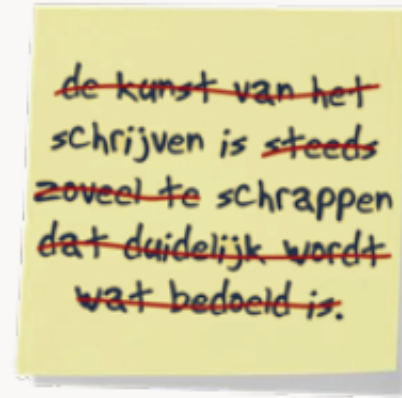 de kunst van het
schrijven is steeds
zoveel te schrappen
dat duidelijk wordt
wat bedoeld is.